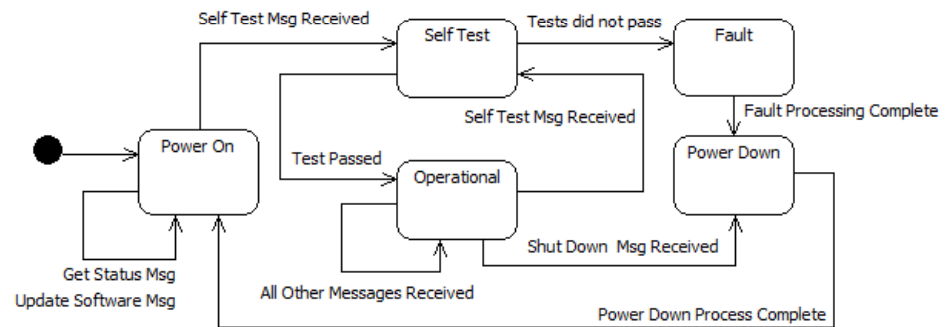 Self Test Msg Received
Self Test
Tests did not pass
Fault
Fault Processing Complete
Self Test Msg Received
Power On
Test Passed
Operational
Power Down
Shut Down  Msg Received
Get Status Msg
Update Software Msg
All Other Messages Received
Power Down Process Complete